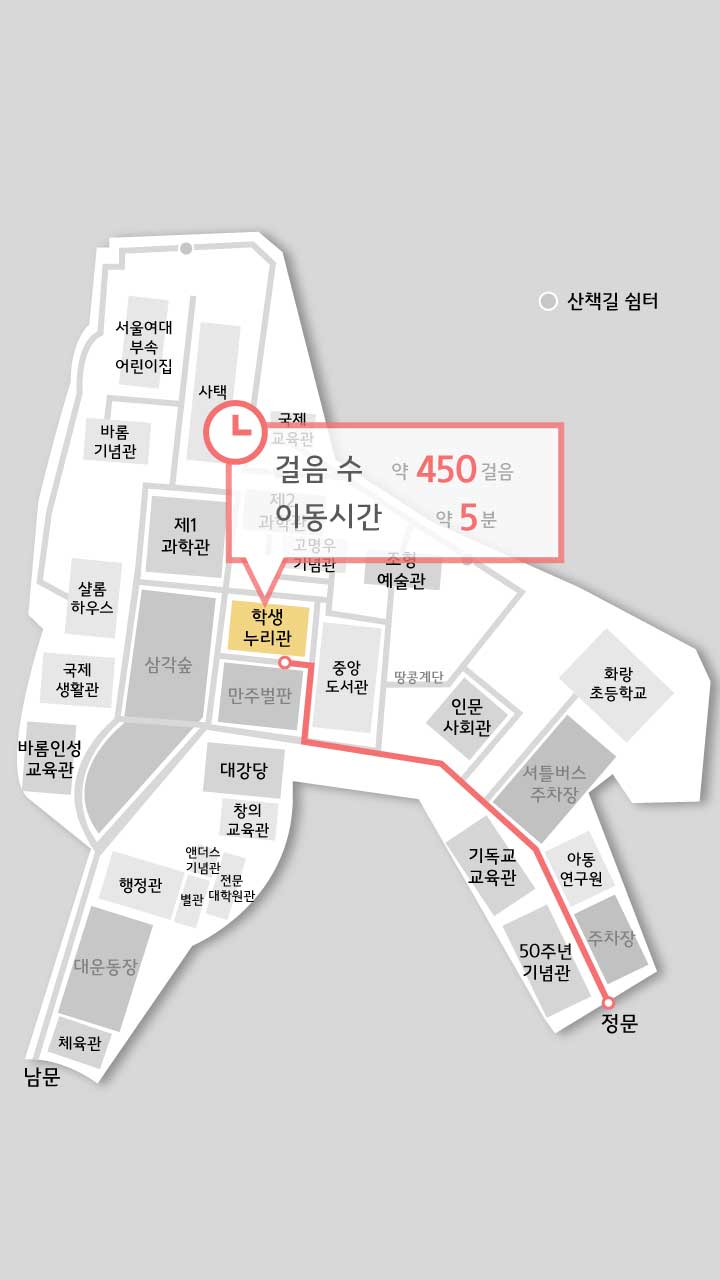 산책길 쉼터
서울여대
부속
어린이집
사택
국제
교육관
바롬
기념관
걸음 수 약 450 걸음
이동시간 약 5 분
제2
과학관
제1
과학관
고명우
기념관
조형
예술관
샬롬
하우스
학생
누리관
삼각숲
중앙
도서관
땅콩계단
국제
생활관
만주벌판
화랑
초등학교
인문
사회관
바롬인성
교육관
대강당
셔틀버스
주차장
창의
교육관
앤더스
기념관
기독교
교육관
아동
연구원
행정관
별관
전문
대학원관
50주년
기념관
주차장
대운동장
정문
체육관
남문